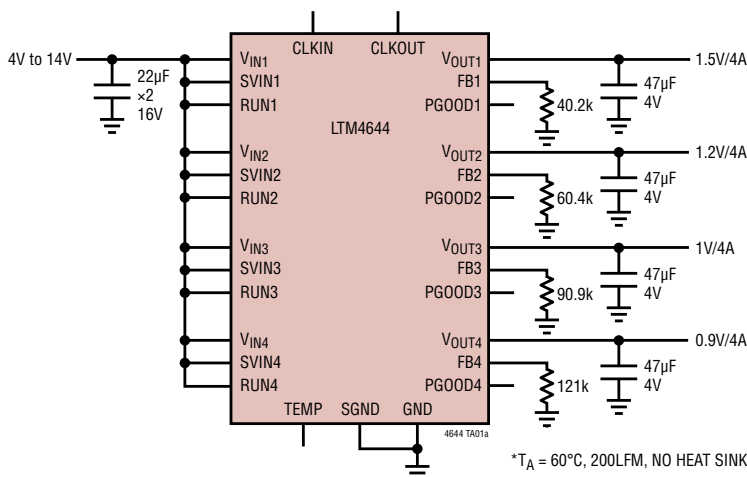 CLKIN CLKOUT
4V to 14V
22µF
×2
16V
LTM4644
VIN1
SVIN1
RUN1
VOUT1
FB1
PGOOD1
40.2k
47µF
4V
1.5V/4A
VIN2
SVIN2
RUN2
VOUT2
FB2
PGOOD2
60.4k
47µF
4V
1.2V/4A
VIN3
SVIN3
RUN3
VOUT3
FB3
PGOOD3
90.9k
47µF
4V
1V/4A
VIN4
SVIN4
RUN4
VOUT4
FB4
PGOOD4
121k
47µF
4V
0.9V/4A
TEMP SGND GND
4644 TA01a
*TA = 60°C, 200LFM, NO HEAT SINK